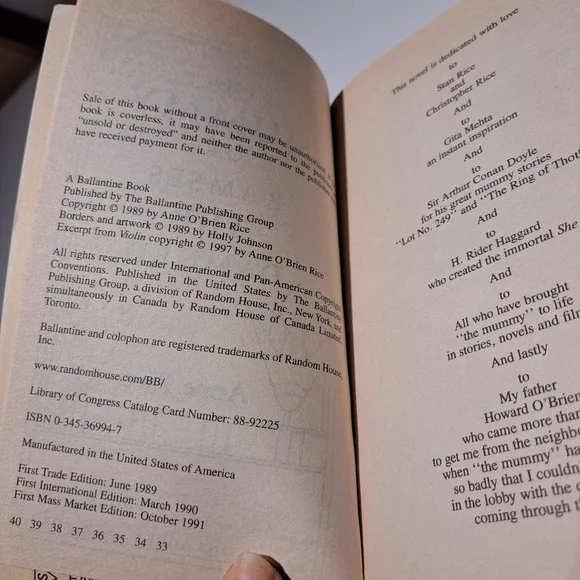 Sale of this book without a front cover may be unauthorized. If
book is coverless, it may have been reported to the publisher
"unsold or destroyed" and neither the author nor the publisher
have received payment for it.
A Ballantine Book
Published by The Ballantine Publishing Group
Copyright © 1989 by Anne O'Brien Rice
Borders and artwork © 1989 by Holly Johnson
Excerpt from Violin copyright © 1997 by Anne O'Brien Rice
All rights reserved under International and Pan-American Copyright
Conventions. Published in the United States by The Ballantine
Publishing Group, a division of Random House, Inc., New York, and
simultaneously in Canada by Random House of Canada Limited,
Toronto.
Ballantine and colophon are registered trademarks of Random House,
Inc.
www.randomhouse.com/BB/
Library of Congress Catalog Card Number: 88-92225
ISBN 0-345-36994-7
Manufactured in the United States of America
First Trade Edition: June 1989
First International Edition: March 1990
First Mass Market Edition: October 1991
40 39 38 37 36 35 34 33
This novel is dedicated with love
to
Stan Rice
and
Christopher Rice
And
to
Gita Mehta
an instant inspiration
And
to
Sir Arthur Conan Doyle
for his great mummy stories
"Lot No. 249" and "The Ring of Thoth
And
to
H. Rider Haggard
who created the immortal She
And
to
All who have brought
"the mummy" to life
in stories, novels and film
And lastly
to
My father
Howard O'Brien
who came more than
to get me from the neighbo
when "the mummy" ha
so badly that I couldn
in the lobby with the
coming through t